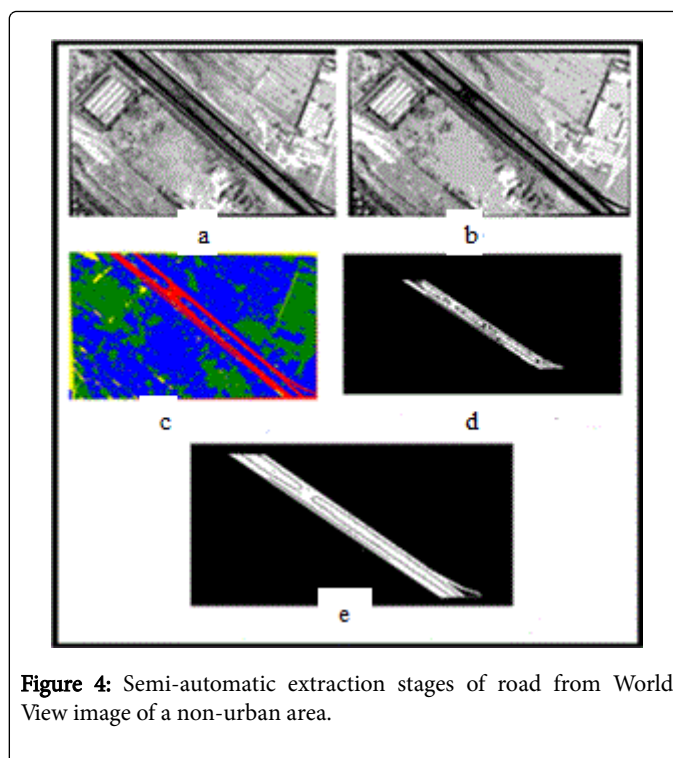 a b
c d
e
Figure 4: Semi-automatic extraction stages of road from World
View image of a non-urban area.